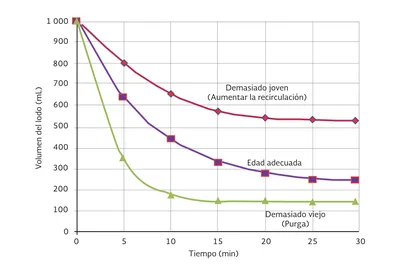 1 000
900
800
700
600
500
400
300
200
100
0
Volumen del lodo (mL)
Demasiado joven
(Aumentar la recirculación)
Edad adecuada
Demasiado viejo
(Purga)
0 5 10 15 20 25 30
Tiempo (min)